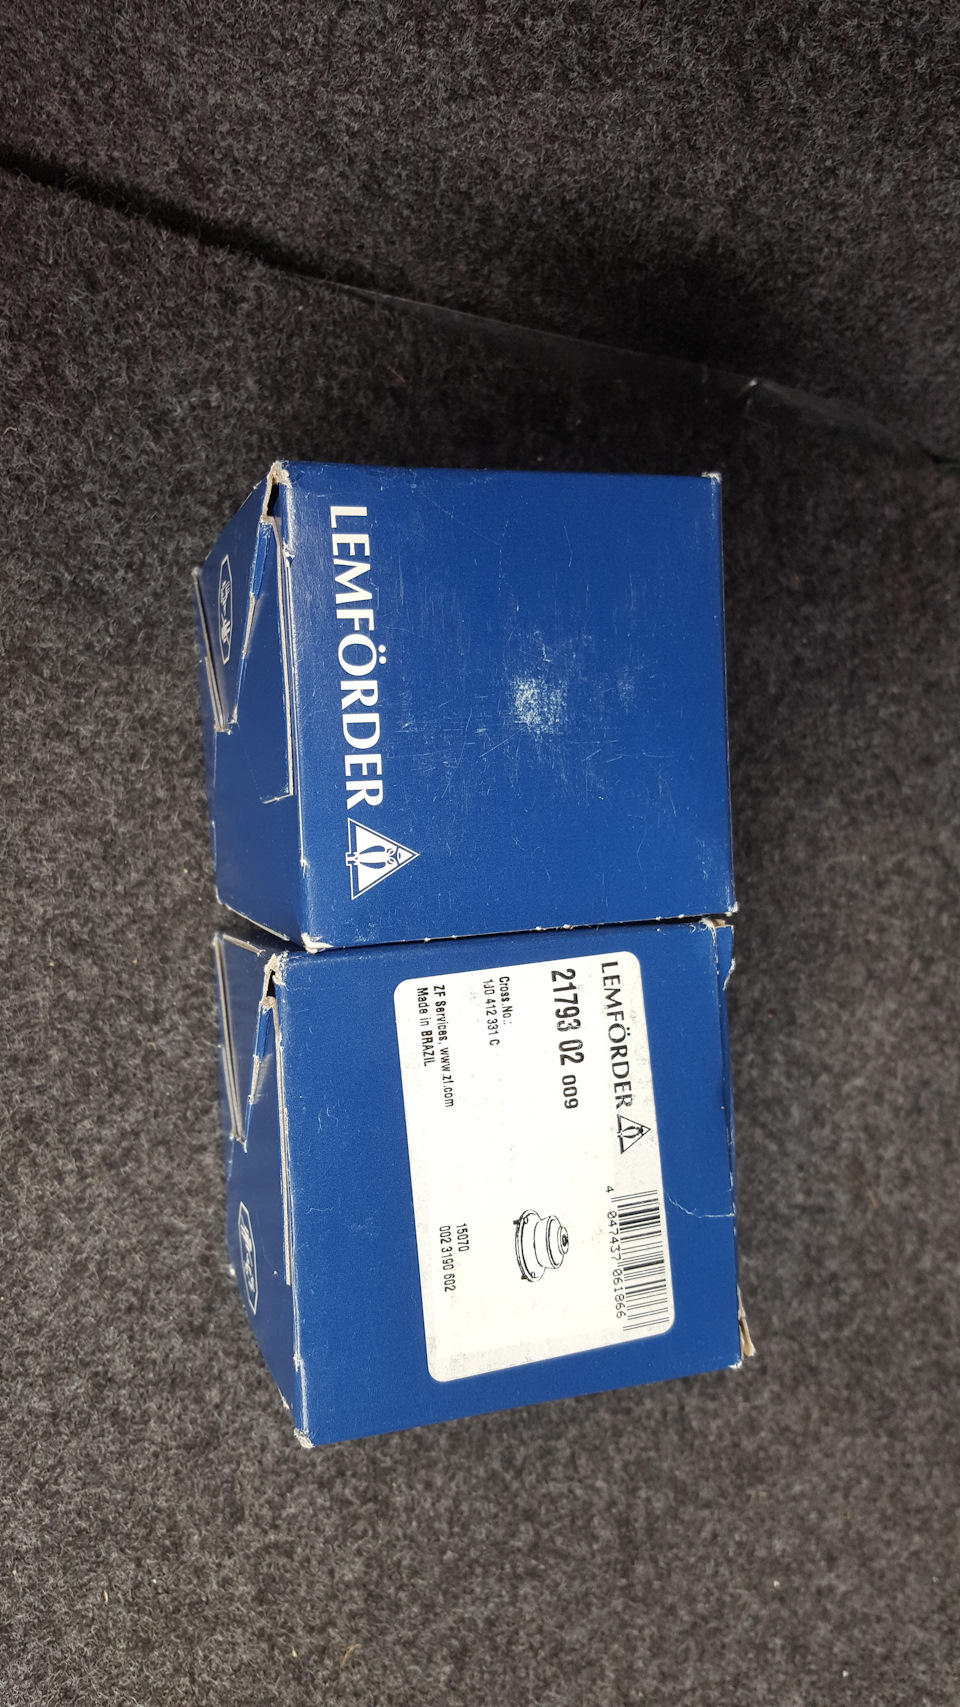 LEMFÖRDER
LEMFÖRDER
4 047437 061866
21793 02 009
Cross.No.:
1J0 412 331 C
15070
ZF Services, www.zf.com
002 3190 602
Made in BRAZIL